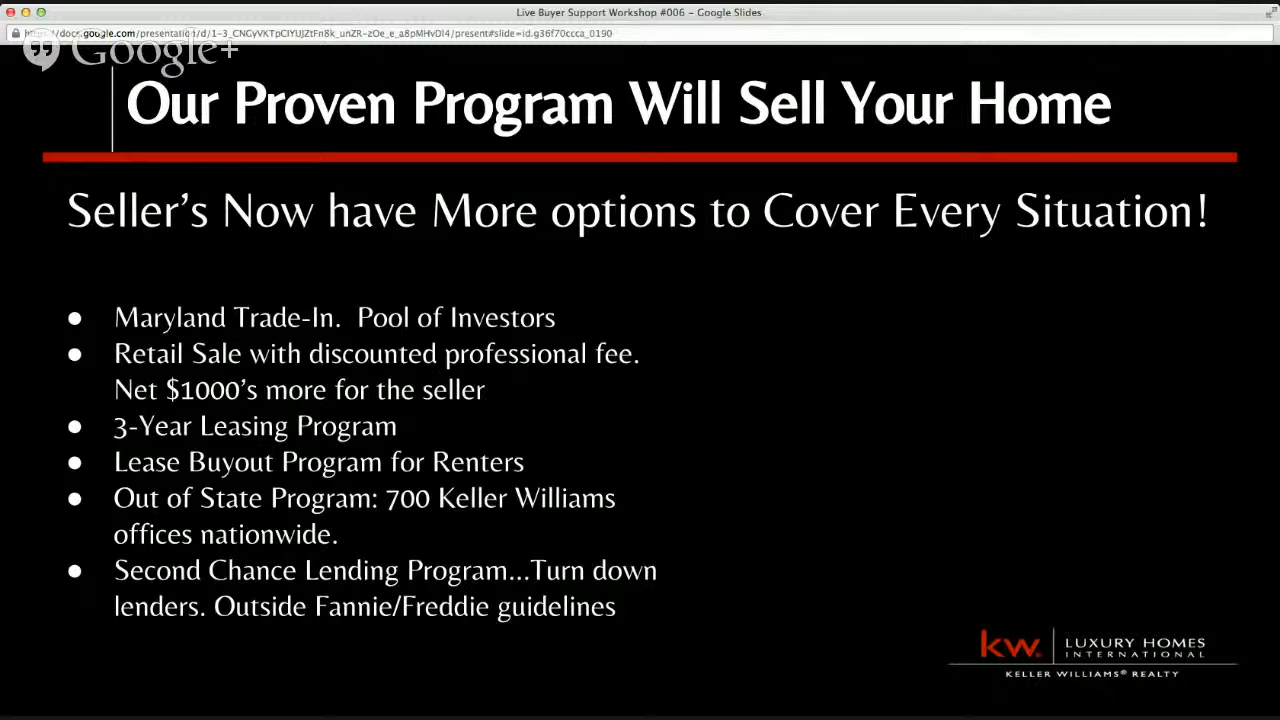 Live Buyer Support Workshop #006 – Google Slides
Google+
Our Proven Program Will Sell Your Home
Seller's Now have More options to Cover Every Situation!
● Maryland Trade-In. Pool of Investors
● Retail Sale with discounted professional fee.
Net $1000's more for the seller
● 3-Year Leasing Program
● Lease Buyout Program for Renters
● Out of State Program: 700 Keller Williams
offices nationwide.
● Second Chance Lending Program...Turn down
lenders. Outside Fannie/Freddie guidelines
kw. LUXURY HOMES
INTERNATIONAL
KELLER WILLIAMS® REALTY